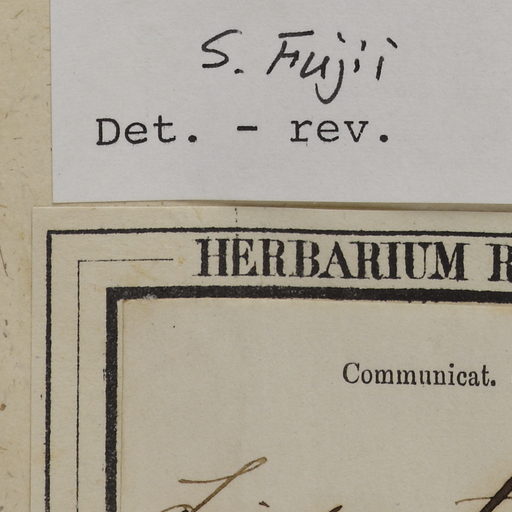 S. Fujii
Det. - rev.
HERBARIUM R
Communicat.